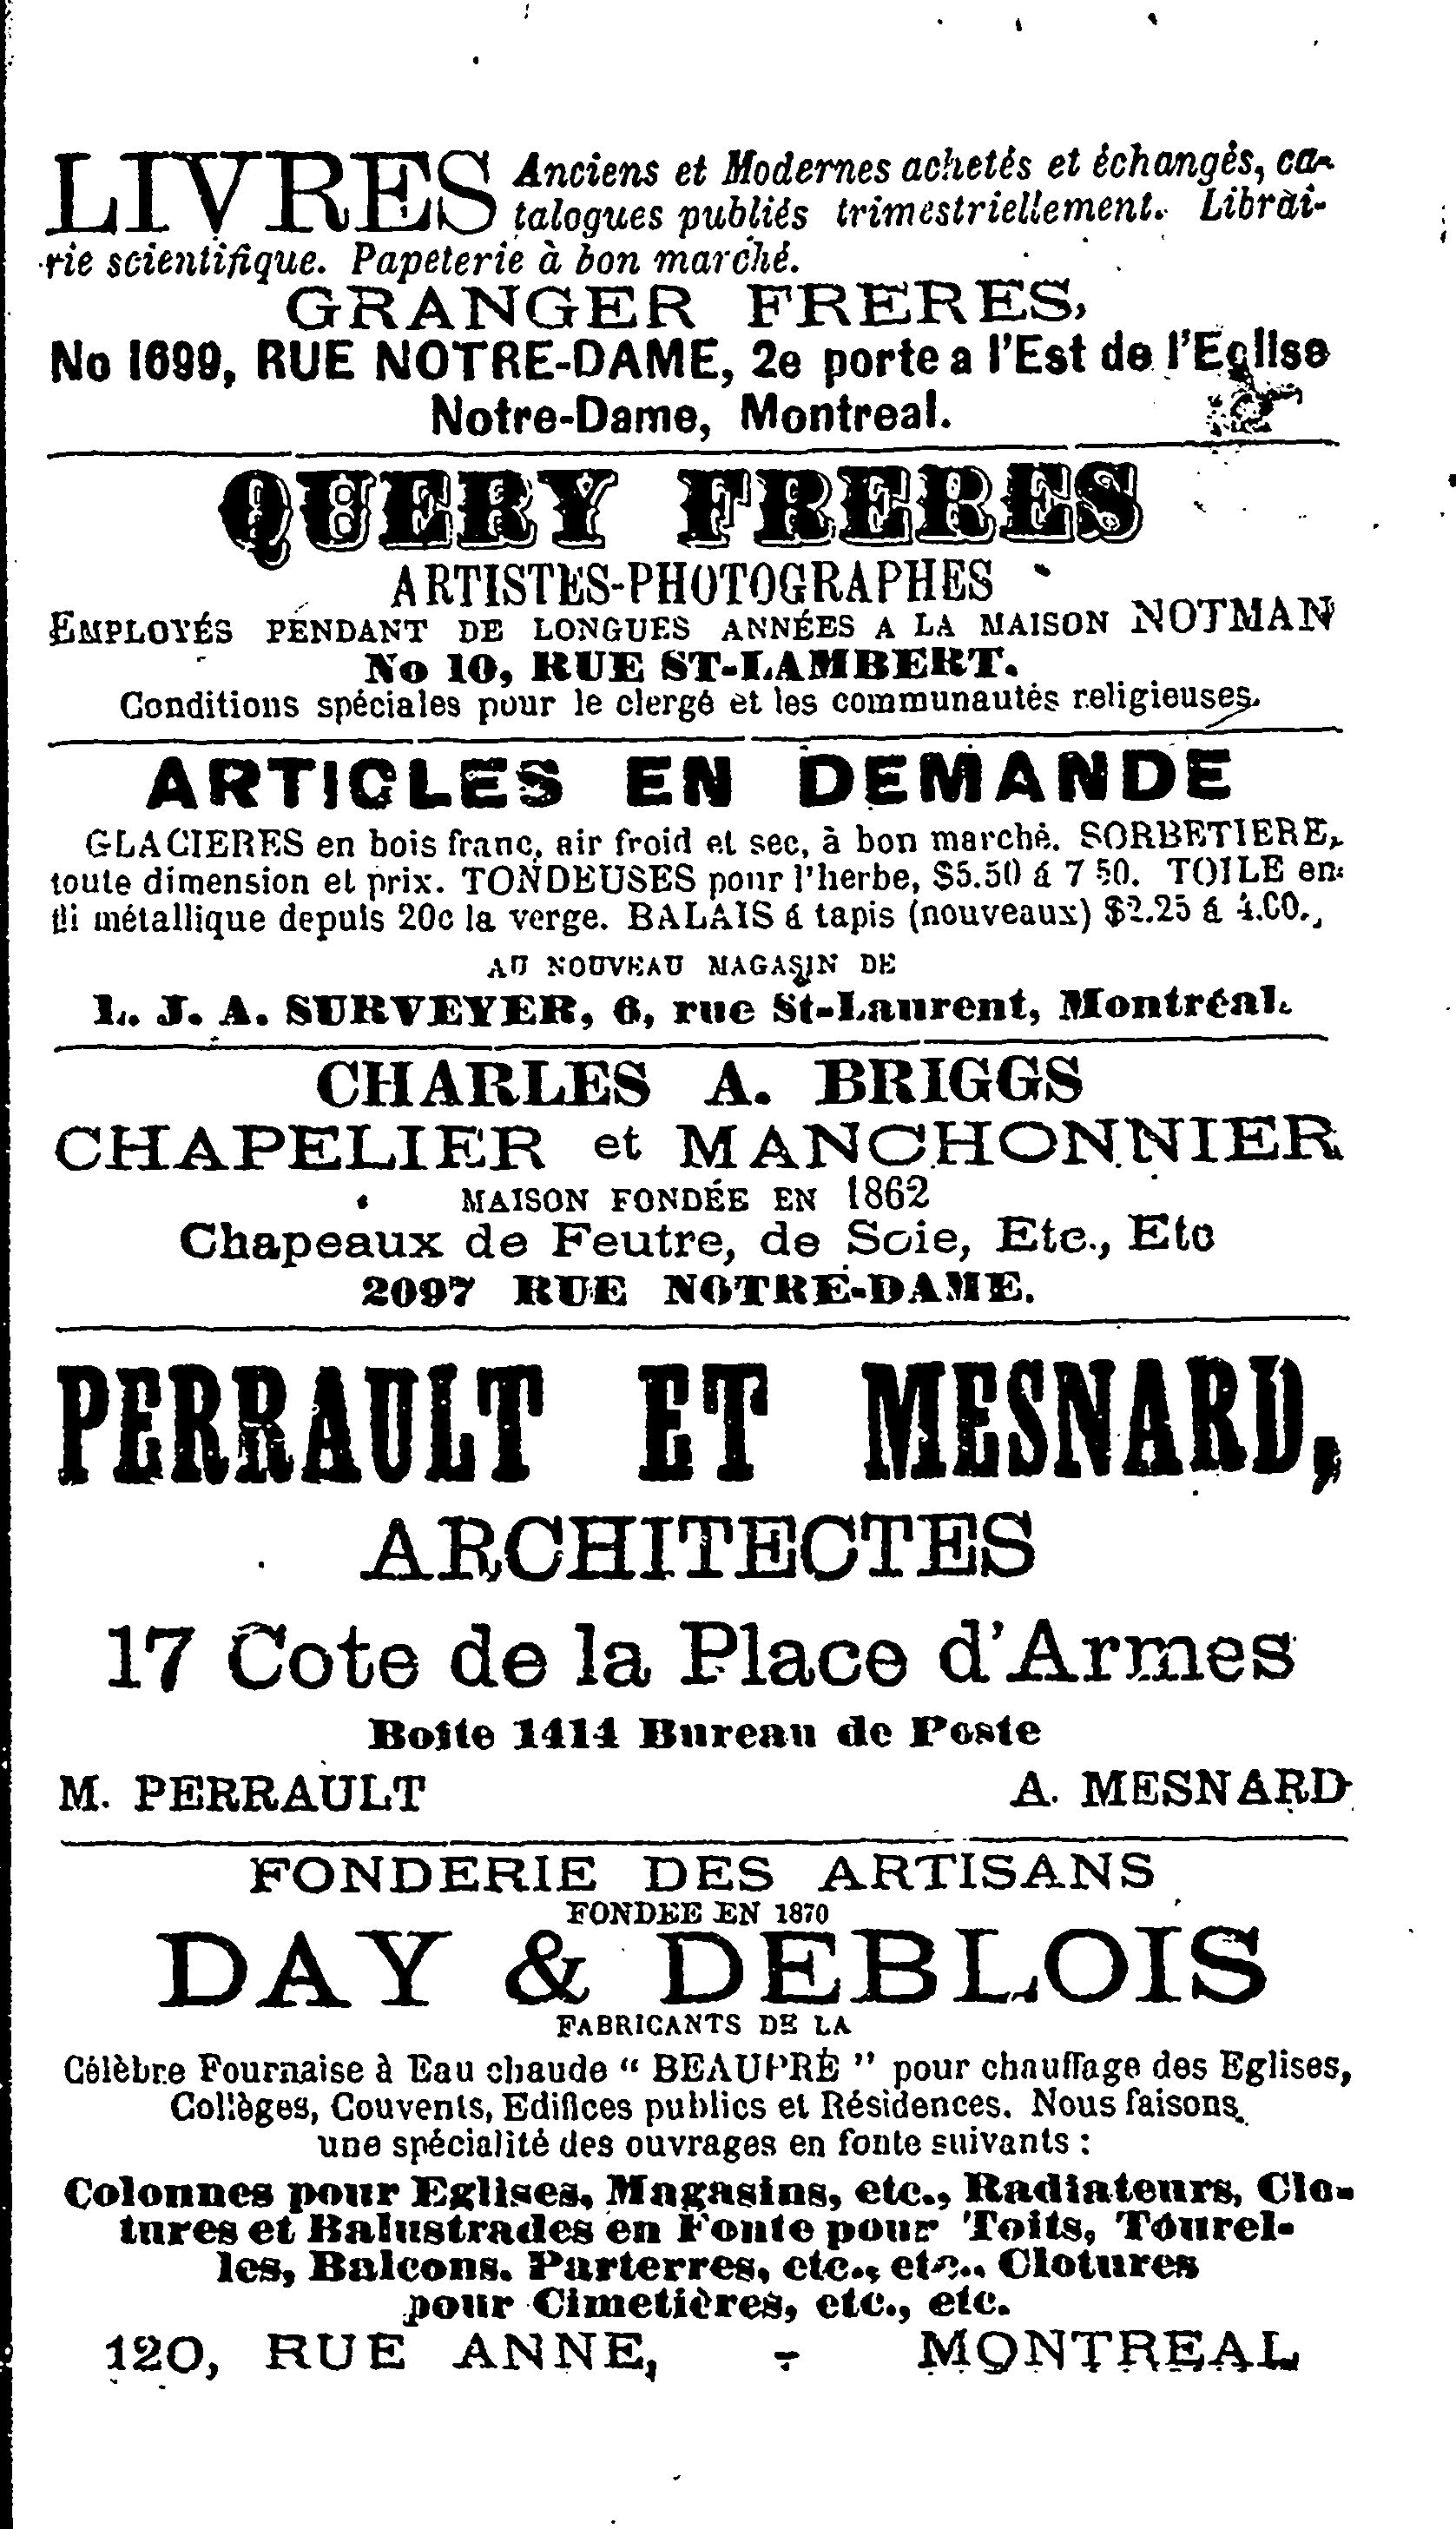 LIVRES Anciens et Modernes achetés et échangés, ca-
talogues publiés trimestriellement. Librai-
rie scientifique. Papeterie à bon marché.
GRANGER FRERES,
No 1699, RUE NOTRE-DAME, 2e porte a l'Est de l'Eglise
Notre-Dame, Montreal.
QUERY FRERES
ARTISTES-PHOTOGRAPHES
EMPLOYÉS PENDANT DE LONGUES ANNÉES A LA MAISON NOTMAN
No 10, RUE ST-LAMBERT.
Conditions spéciales pour le clergé et les communautés religieuses.
ARTICLES EN DEMANDE
GLACIERES en bois franc, air froid et sec, à bon marché. SORBETIERE,
toute dimension et prix. TONDEUSES pour l'herbe, $5.50 á 7 50. TOILE en
fil métallique depuis 20c la verge. BALAIS á tapis (nouveaux) $2.25 á 4.00.,
AU NOUVEAU MAGASIN DE
L. J. A. SURVEYER, 6, rue St-Laurent, Montréal.
CHARLES A. BRIGGS
CHAPELIER et MANCHONNIER
MAISON FONDÉE EN 1862
Chapeaux de Feutre, de Soie, Etc., Etc
2097 RUE NOTRE-DAME.
PERRAULT ET MESNARD,
ARCHITECTES
17 Cote de la Place d'Armes
Boîte 1414 Bureau de Poste
M. PERRAULT A. MESNARD
FONDERIE DES ARTISANS
FONDEE EN 1870
DAY & DEBLOIS
FABRICANTS DE LA
Célèbre Fournaise à Eau chaude " BEAUPRÉ " pour chauffage des Eglises,
Collèges, Couvents, Edifices publics et Résidences. Nous faisons
une spécialité des ouvrages en fonte suivants :
Colonnes pour Eglises, Magasins, etc., Radiateurs, Clo-
tures et Balustrades en Fonte pour Toits, Tourel-
les, Balcons. Parterres, etc., etc.. Clotures
pour Cimetières, etc., etc.
120, RUE ANNE, - MONTREAL